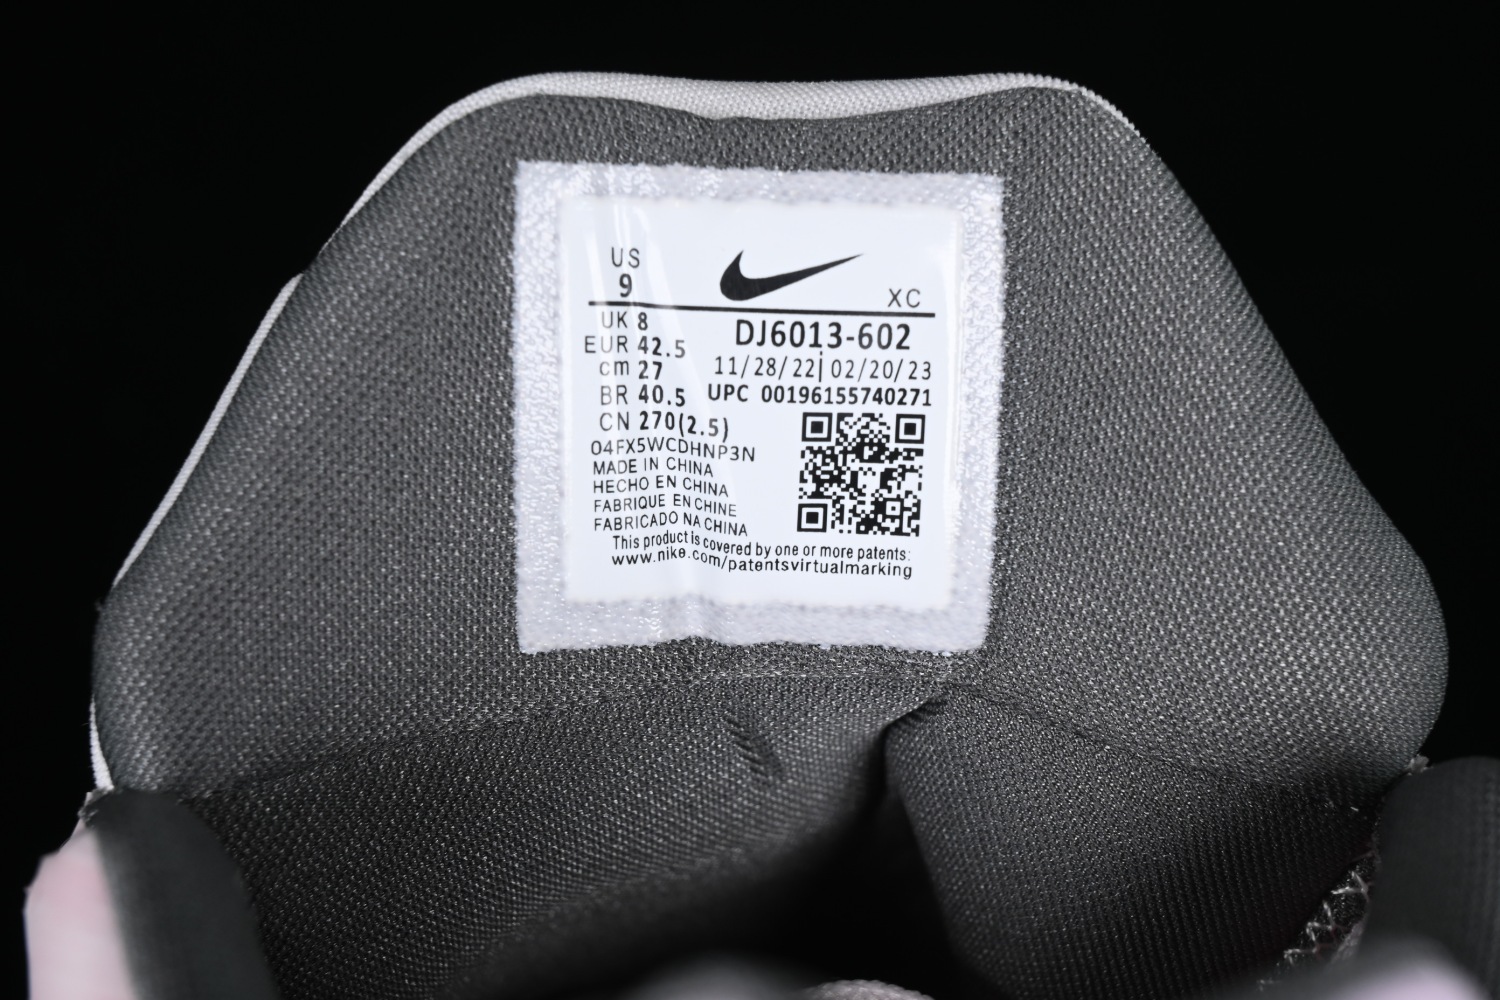 US
9
XC
UK 8
EUR 42.5
cm 27
BR 40.5
CN 270(2.5)
DJ6013-602
11/28/22| 02/20/23
UPC 00196155740271
04FX5WCDHNP3N
MADE IN CHINA
HECHO EN CHINA
FABRIQUE EN CHINE
FABRICADO NA CHINA
This product is covered by one or more patents:
www.nike.com/patentsvirtualmarking